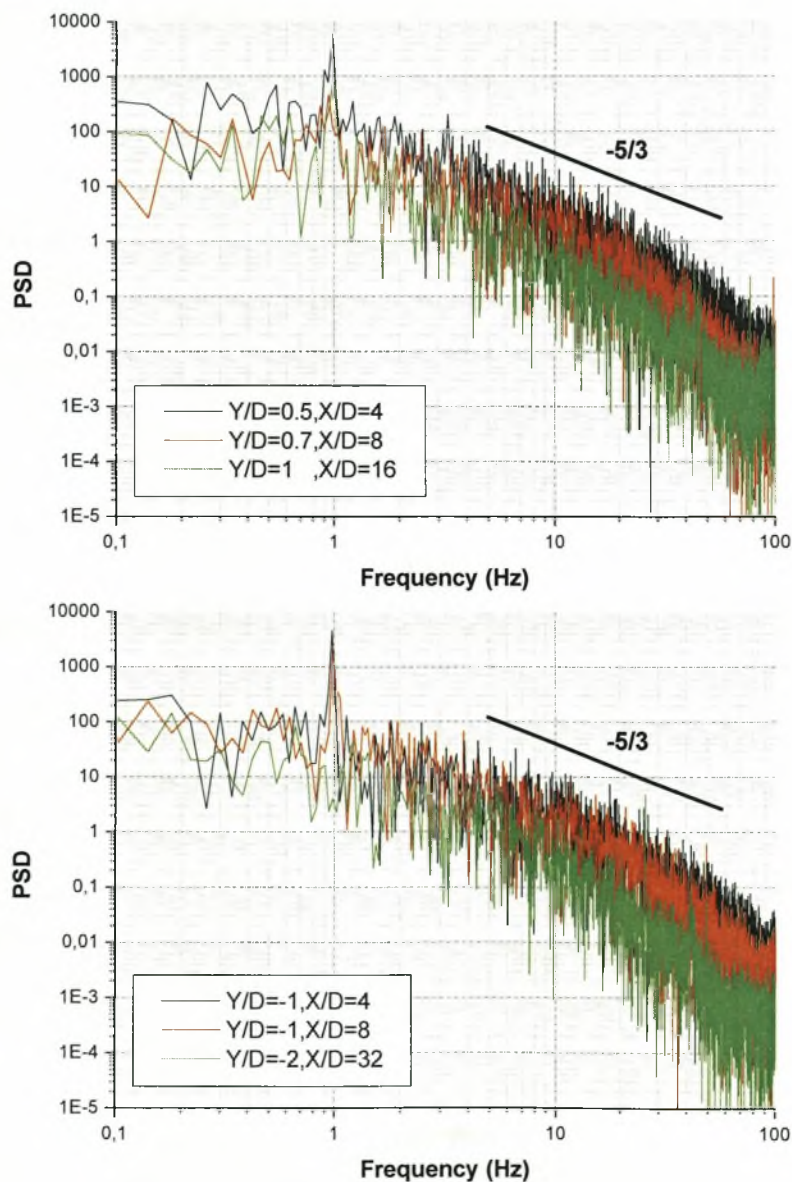 10000
1000
100
10
1
0,1
0,01
1E-3
1E-4
1E-5
PSD
-5/3
Y/D=0.5,X/D=4
Y/D=0.7,X/D=8
Y/D=1 ,X/D=16
0,1
1
10
100
Frequency (Hz)
10000
1000
100
10
1
0,1
0,01
1E-3
1E-4
1E-5
PSD
-5/3
Y/D=-1,X/D=4
Y/D=-1,X/D=8
Y/D=-2,X/D=32
0,1
1
10
100
Frequency (Hz)